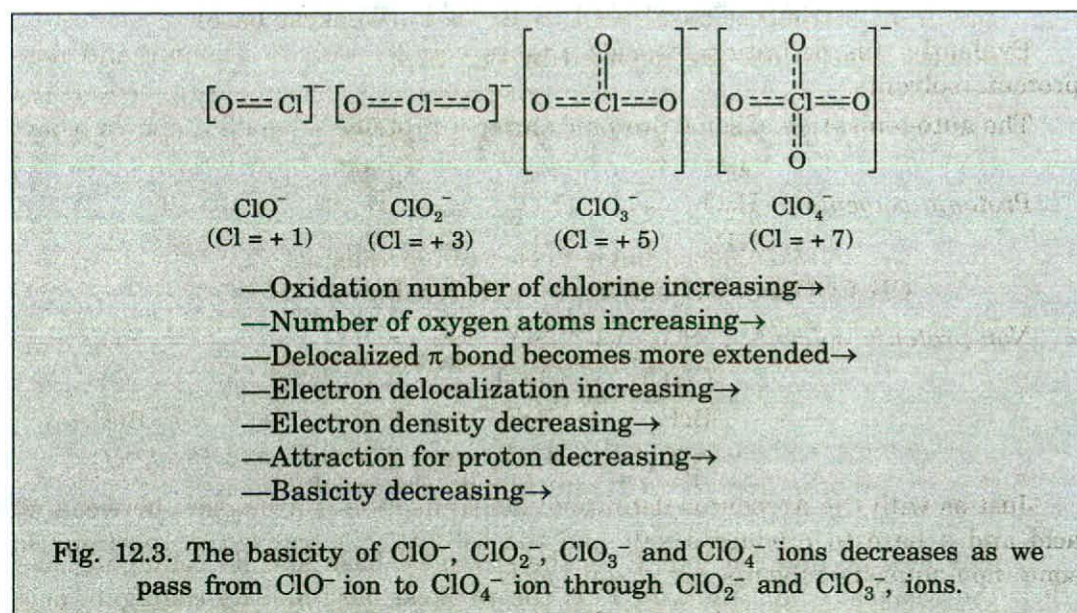 [O=Cl]⁻ [O=Cl=O]⁻ [O=Cl(=O)=O]⁻ [O=Cl(=O)(=O)=O]⁻
ClO⁻ ClO₂⁻ ClO₃⁻ ClO₄⁻
(Cl = + 1) (Cl = + 3) (Cl = + 5) (Cl = + 7)
—Oxidation number of chlorine increasing→
—Number of oxygen atoms increasing→
—Delocalized π bond becomes more extended→
—Electron delocalization increasing→
—Electron density decreasing→
—Attraction for proton decreasing→
—Basicity decreasing→
Fig. 12.3. The basicity of ClO⁻, ClO₂⁻, ClO₃⁻ and ClO₄⁻ ions decreases as we
pass from ClO⁻ ion to ClO₄⁻ ion through ClO₂⁻ and ClO₃⁻, ions.